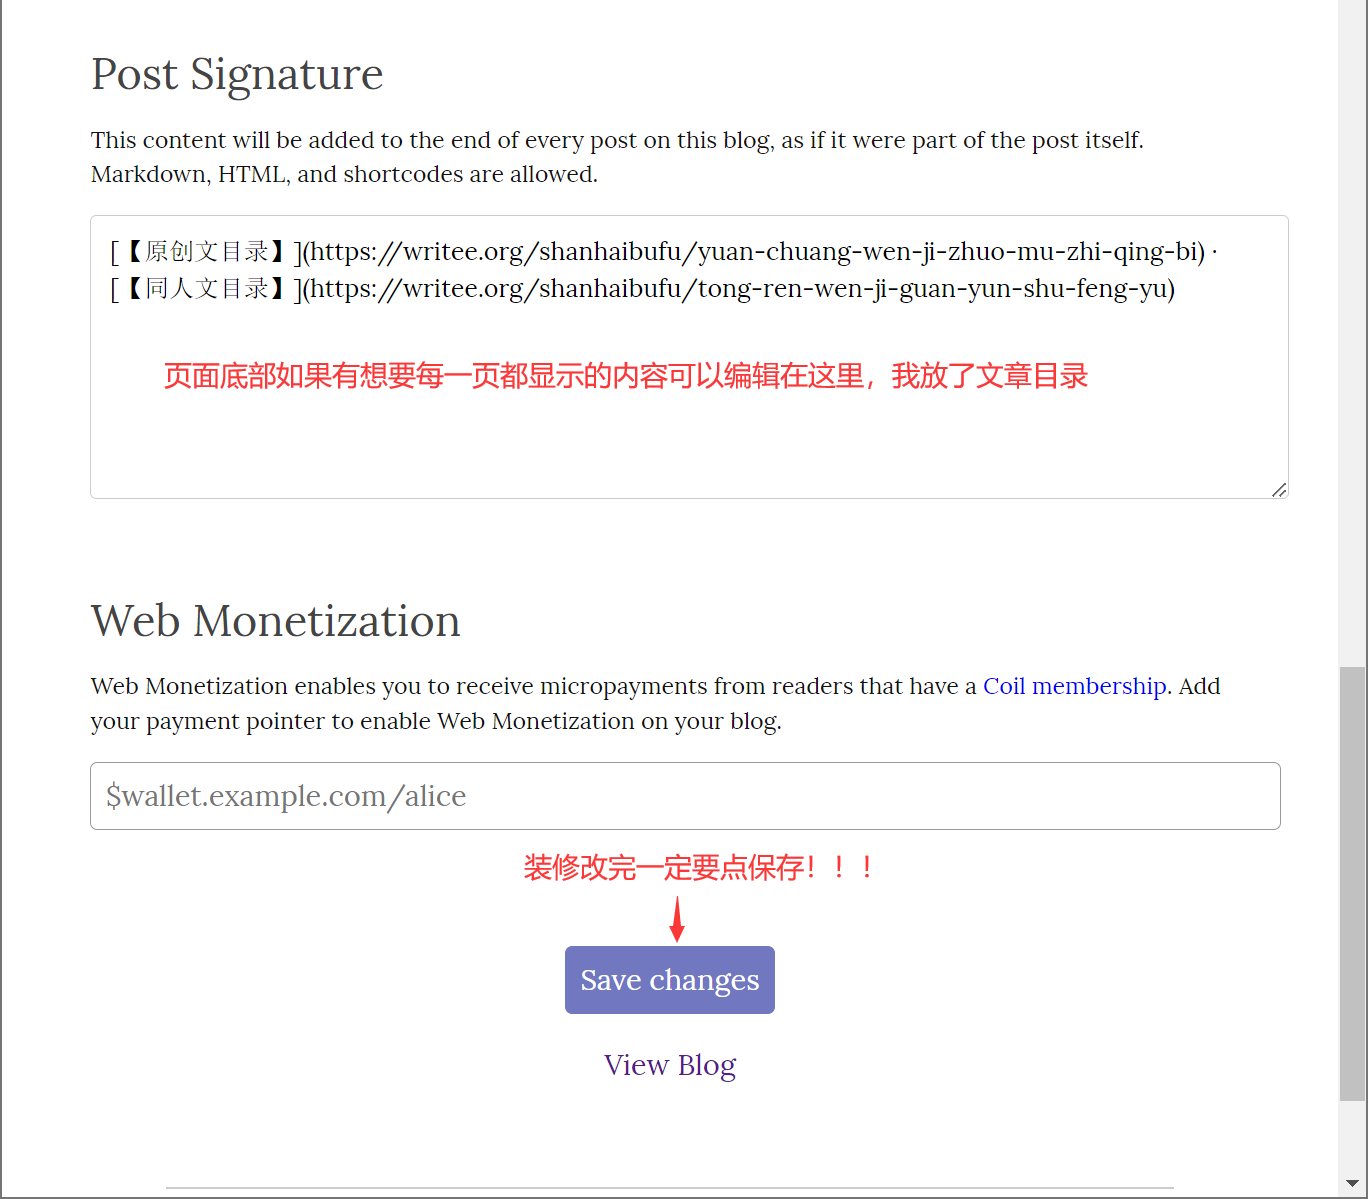 Post Signature
This content will be added to the end of every post on this blog, as if it were part of the post itself.
Markdown, HTML, and shortcodes are allowed.
[【原创文目录】](https://writee.org/shanhaibufu/yuan-chuang-wen-ji-zhuo-mu-zhi-qing-bi) ·
[【同人文目录】](https://writee.org/shanhaibufu/tong-ren-wen-ji-guan-yun-shu-feng-yu)
页面底部如果有想要每一页都显示的内容可以编辑在这里，我放了文章目录
Web Monetization
Web Monetization enables you to receive micropayments from readers that have a Coil membership. Add
your payment pointer to enable Web Monetization on your blog.
$wallet.example.com/alice
装修改完一定要点保存！！！
Save changes
View Blog